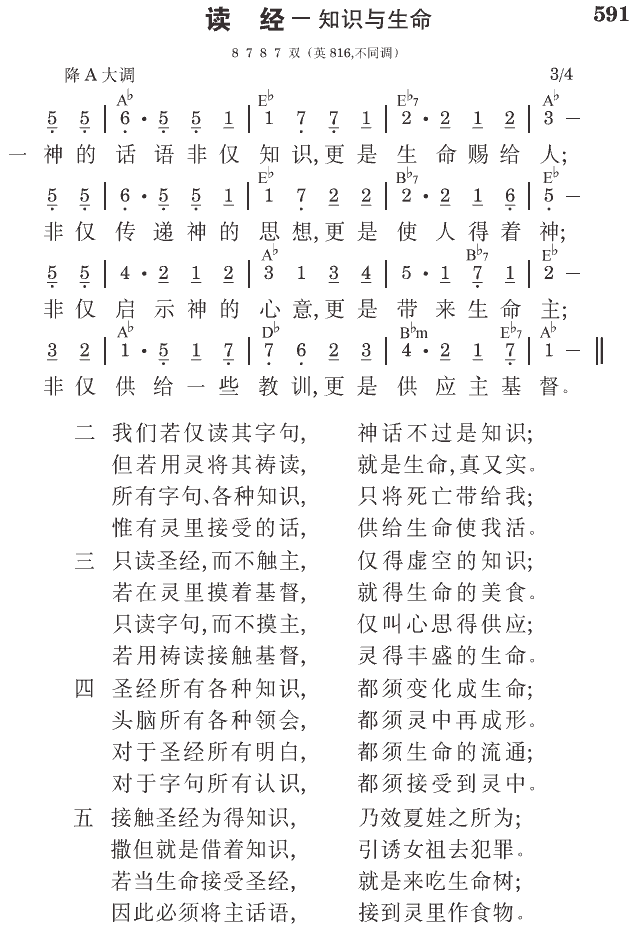 读 经 — 知识与生命 591
8 7 8 7 双（英816,不同调）
降A大调 3/4
A♭ E♭ E♭7 A♭
5 5 | 6 · 5 5 1 | 1 7 7 1 | 2 · 2 1 2 | 3 —
一 神的话语非仅知识,更是生命赐给人;
E♭ B♭7 E♭
5 5 | 6 · 5 5 1 | 1 7 2 2 | 2 · 2 1 6 | 5 —
非仅传递神的思想,更是使人得着神;
A♭ B♭7 E♭
5 5 | 4 · 2 1 2 | 3 1 3 4 | 5 · 1 7 1 | 2 —
非仅启示神的心意,更是带来生命主;
A♭ D♭ B♭m E♭7 A♭
3 2 | 1 · 5 1 7 | 7 6 2 3 | 4 · 2 1 7 | 1 — ‖
非仅供给一些教训,更是供应主基督。
二 我们若仅读其字句, 神话不过是知识;
但若用灵将其祷读, 就是生命,真又实。
所有字句、各种知识, 只将死亡带给我;
惟有灵里接受的话, 供给生命使我活。
三 只读圣经,而不触主, 仅得虚空的知识;
若在灵里摸着基督, 就得生命的美食。
只读字句,而不摸主, 仅叫心思得供应;
若用祷读接触基督, 灵得丰盛的生命。
四 圣经所有各种知识, 都须变化成生命;
头脑所有各种领会, 都须灵中再成形。
对于圣经所有明白, 都须生命的流通;
对于字句所有认识, 都须接受到灵中。
五 接触圣经为得知识, 乃效夏娃之所为;
撒但就是借着知识, 引诱女祖去犯罪。
若当生命接受圣经, 就是来吃生命树;
因此必须将主话语, 接到灵里作食物。